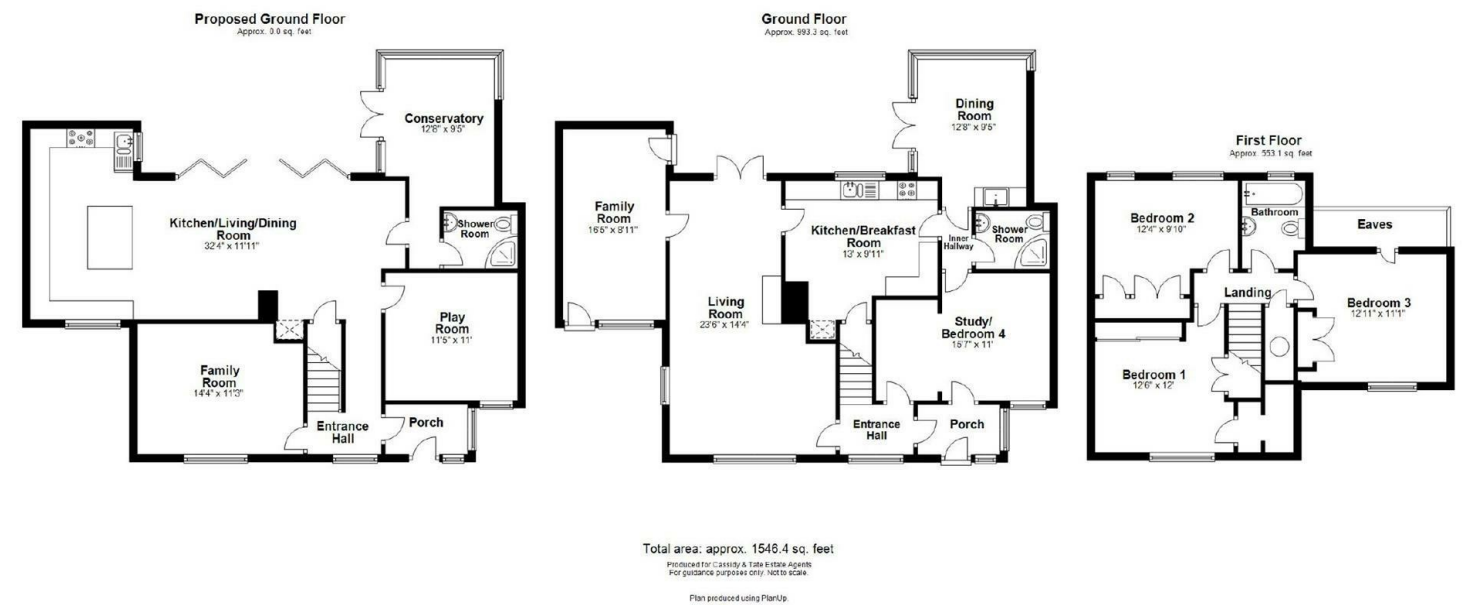 Proposed Ground Floor
Approx. 0.0 sq. feet
Conservatory
12'8" x 9'5"
Kitchen/Living/Dining
Room
32'4" x 11'11"
Shower
Room
Play
Room
11'5" x 11'
Family
Room
14'4" x 11'3"
Entrance
Hall
Porch
Ground Floor
Approx. 993.3 sq. feet
Dining
Room
12'8" x 9'5"
Family
Room
16'5" x 8'11"
Kitchen/Breakfast
Room
13' x 9'11"
Inner
Hallway
Shower
Room
Living
Room
23'6" x 14'4"
Study/
Bedroom 4
15'7" x 11'
Entrance
Hall
Porch
First Floor
Approx. 553.1 sq. feet
Bedroom 2
12'4" x 9'10"
Bathroom
Eaves
Landing
Bedroom 3
12'11" x 11'1"
Bedroom 1
12'6" x 12'
Total area: approx. 1546.4 sq. feet
Produced for Cassidy & Tate Estate Agents
For guidance purposes only. Not to scale.
Plan produced using PlanUp.